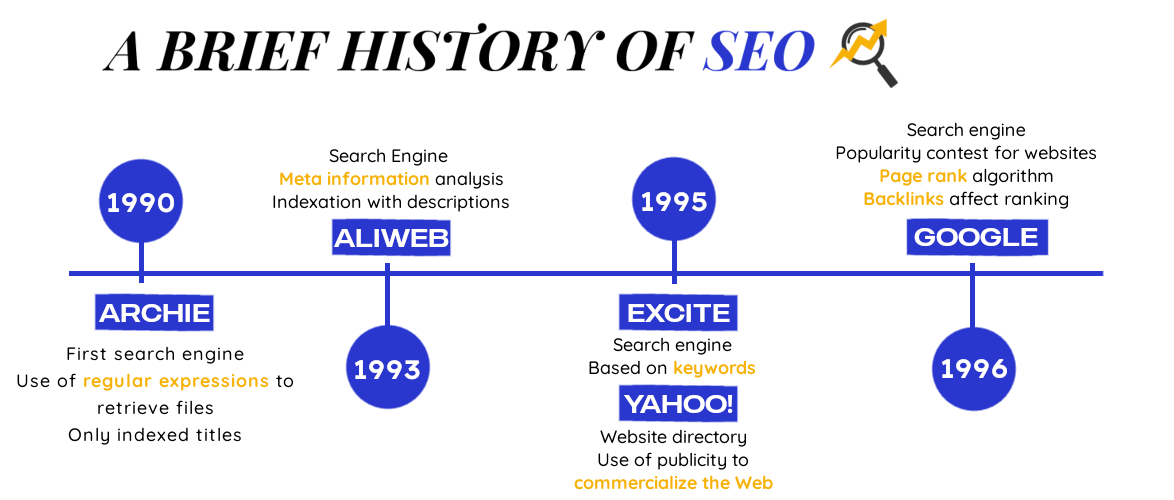 A BRIEF HISTORY OF SEO
1990
ARCHIE
First search engine
Use of regular expressions to
retrieve files
Only indexed titles
Search Engine
Meta information analysis
Indexation with descriptions
ALIWEB
1993
1995
EXCITE
Search engine
Based on keywords
YAHOO!
Website directory
Use of publicity to
commercialize the Web
Search engine
Popularity contest for websites
Page rank algorithm
Backlinks affect ranking
GOOGLE
1996